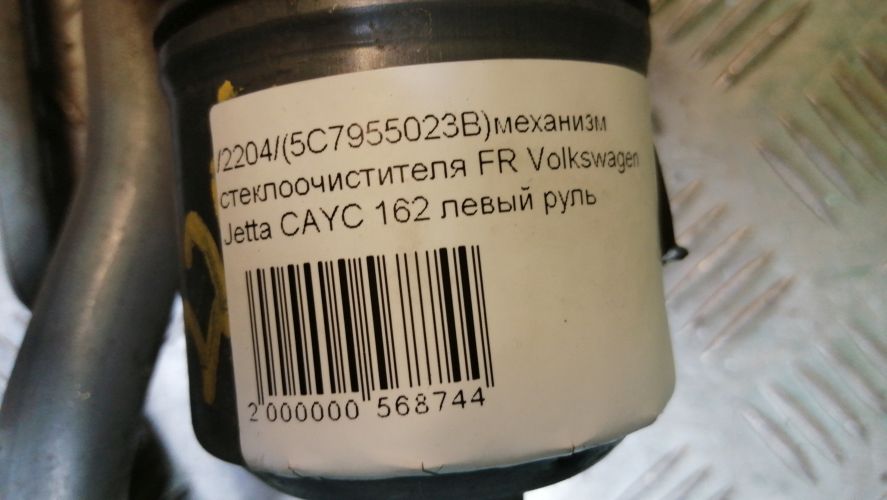 /2204/(5C7955023B)механизм
стеклоочистителя FR Volkswagen
Jetta CAYC 162 левый руль
2 000000 568744